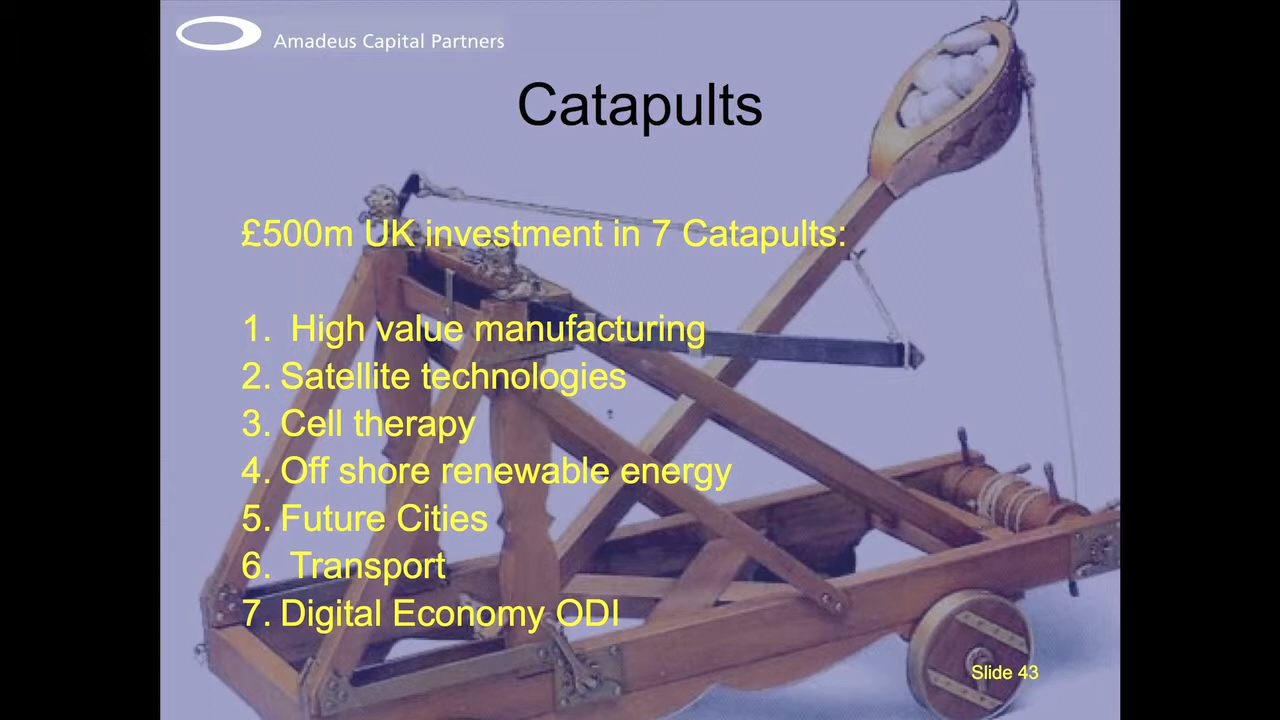 Amadeus Capital Partners
Catapults
£500m UK investment in 7 Catapults:
1. High value manufacturing
2. Satellite technologies
3. Cell therapy
4. Off shore renewable energy
5. Future Cities
6. Transport
7. Digital Economy ODI
Slide 43